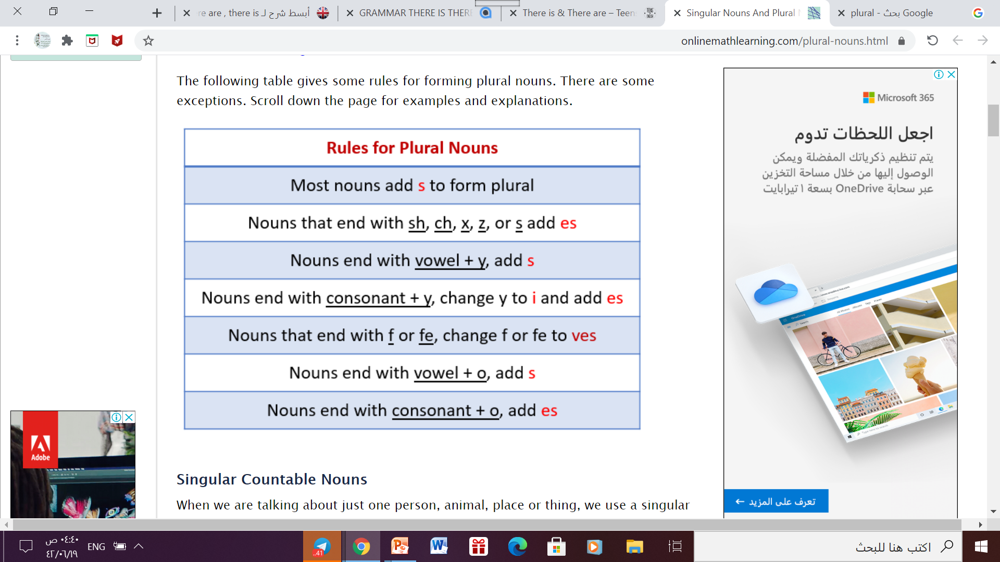 أبسط شرح لـ re are , there is
GRAMMAR THERE IS THERE
There is & There are – Teens
Singular Nouns And Plural N
plural - بحث Google
onlinemathlearning.com/plural-nouns.html
The following table gives some rules for forming plural nouns. There are some
exceptions. Scroll down the page for examples and explanations.
Rules for Plural Nouns
Most nouns add s to form plural
Nouns that end with sh, ch, x, z, or s add es
Nouns end with vowel + y, add s
Nouns end with consonant + y, change y to i and add es
Nouns that end with f or fe, change f or fe to ves
Nouns end with vowel + o, add s
Nouns end with consonant + o, add es
Singular Countable Nouns
When we are talking about just one person, animal, place or thing, we use a singular
Microsoft 365
اجعل اللحظات تدوم
يتم تنظيم ذكرياتك المفضلة ويمكن
الوصول إليها من خلال مساحة التخزين
عبر سحابة OneDrive بسعة ١ تيرابايت
OneDrive
Search
تعرف على المزيد ←
Adobe
٠٤:٤٠ ص
٤٢/٠٦/١٩
ENG
..41
اكتب هنا للبحث